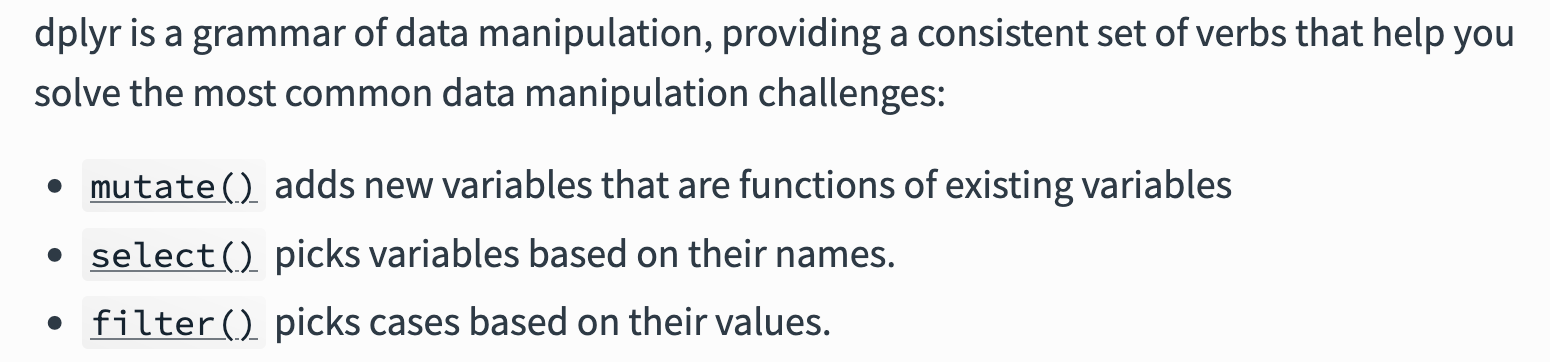 dplyr is a grammar of data manipulation, providing a consistent set of verbs that help you
solve the most common data manipulation challenges:
• mutate() adds new variables that are functions of existing variables
• select() picks variables based on their names.
• filter() picks cases based on their values.